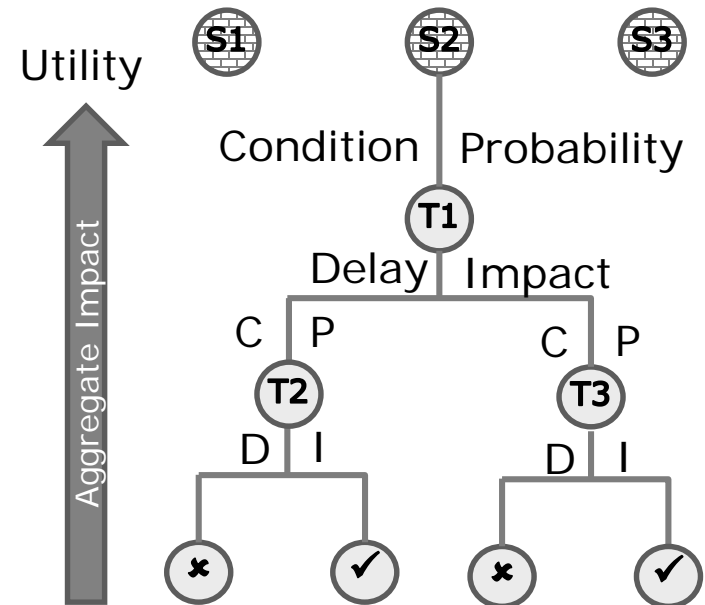 S1 S2 S3
Utility
Condition Probability
T1
Delay Impact
C P C P
T2 T3
D I D I
✘ ✓ ✘ ✓
Aggregate Impact